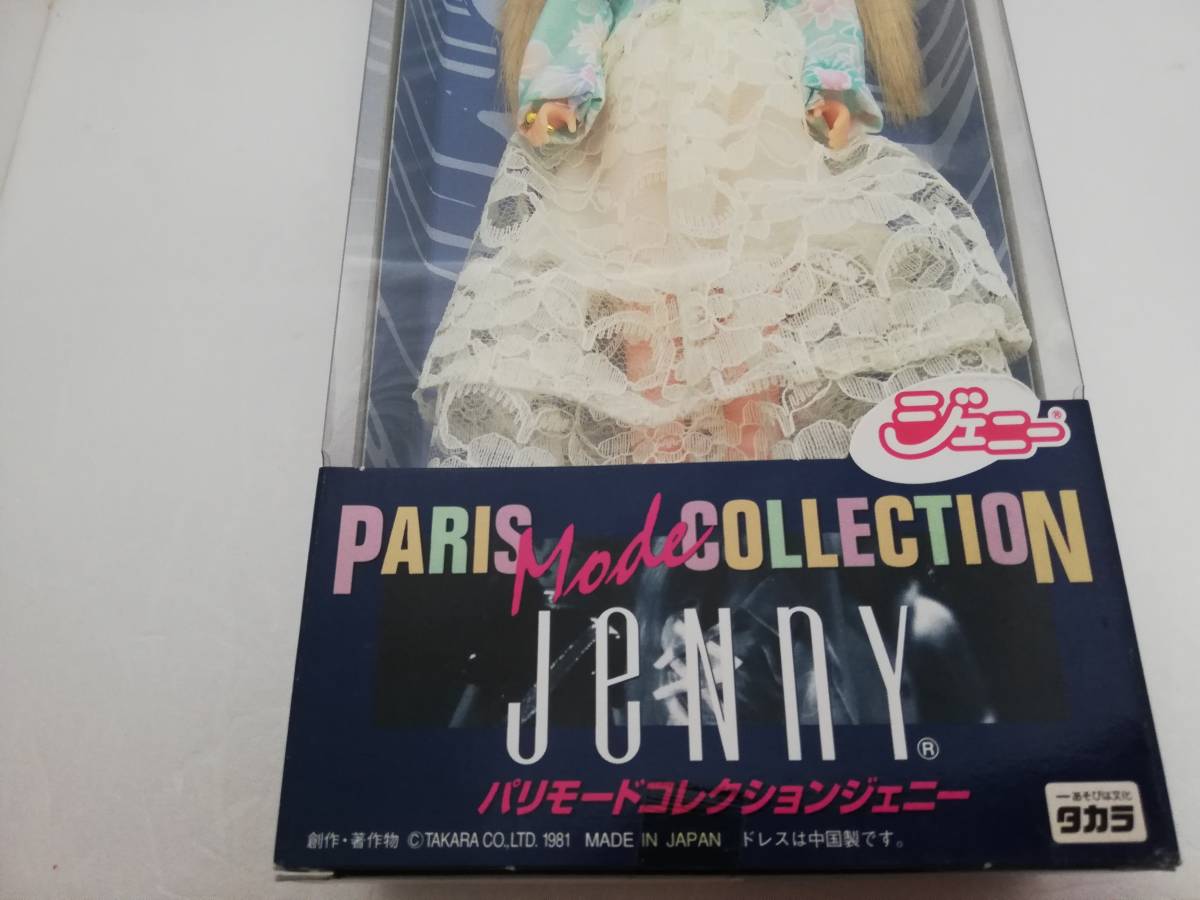 ジェニー®
PARIS Mode COLLECTION
JeNNY®
パリモードコレクションジェニー
ーあそびは文化
タカラ
創作・著作物 ©TAKARA CO.,LTD. 1981 MADE IN JAPAN ドレスは中国製です。